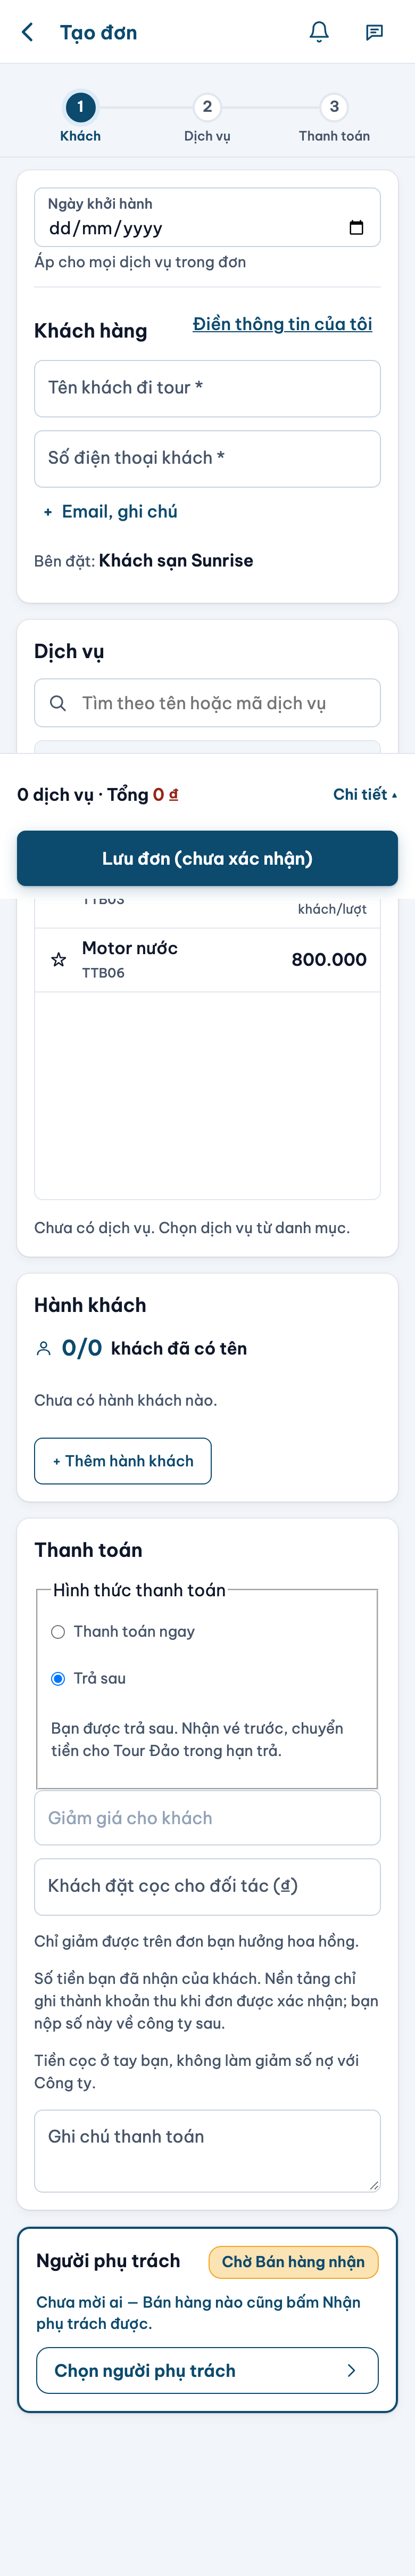 Tạo đơn
1
2
3
Khách
Dịch vụ
Thanh toán
Ngày khởi hành
dd/mm/yyyy
Áp cho mọi dịch vụ trong đơn
Khách hàng
Điền thông tin của tôi
Tên khách đi tour *
Số điện thoại khách *
+ Email, ghi chú
Bên đặt: Khách sạn Sunrise
Dịch vụ
Tìm theo tên hoặc mã dịch vụ
0 dịch vụ · Tổng 0 ₫
Chi tiết ▴
Lưu đơn (chưa xác nhận)
TTB03
khách/lượt
Motor nước
800.000
TTB06
Chưa có dịch vụ. Chọn dịch vụ từ danh mục.
Hành khách
0/0 khách đã có tên
Chưa có hành khách nào.
+ Thêm hành khách
Thanh toán
Hình thức thanh toán
Thanh toán ngay
Trả sau
Bạn được trả sau. Nhận vé trước, chuyển
tiền cho Tour Đảo trong hạn trả.
Giảm giá cho khách
Khách đặt cọc cho đối tác (₫)
Chỉ giảm được trên đơn bạn hưởng hoa hồng.
Số tiền bạn đã nhận của khách. Nền tảng chỉ
ghi thành khoản thu khi đơn được xác nhận; bạn
nộp số này về công ty sau.
Tiền cọc ở tay bạn, không làm giảm số nợ với
Công ty.
Ghi chú thanh toán
Người phụ trách
Chờ Bán hàng nhận
Chưa mời ai — Bán hàng nào cũng bấm Nhận
phụ trách được.
Chọn người phụ trách